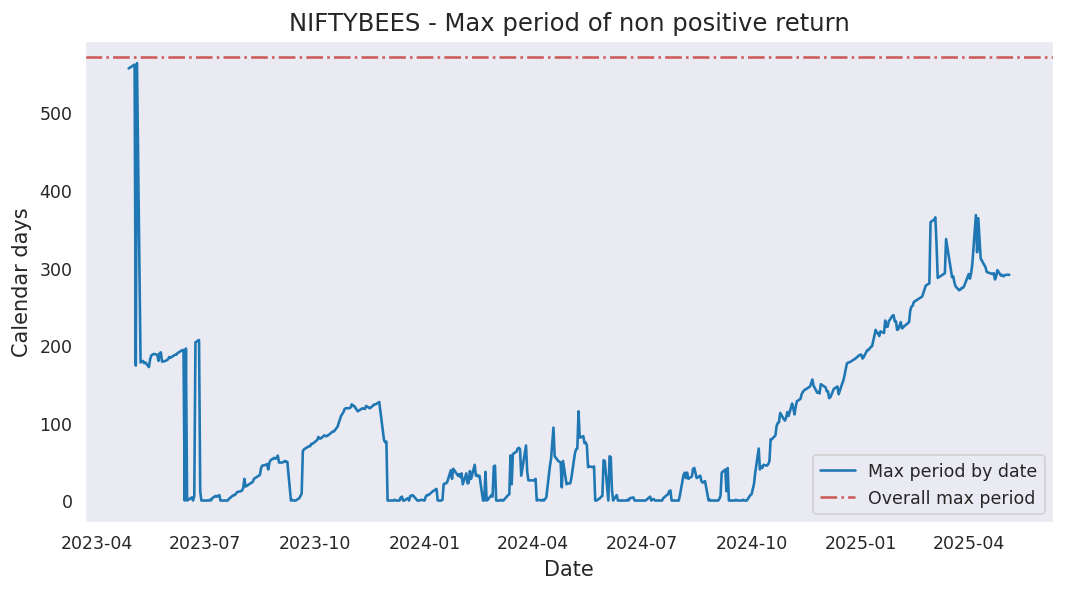 NIFTYBEES - Max period of non positive return
Calendar days
500
400
300
200
100
0
Max period by date
Overall max period
2023-04 2023-07 2023-10 2024-01 2024-04 2024-07 2024-10 2025-01 2025-04
Date